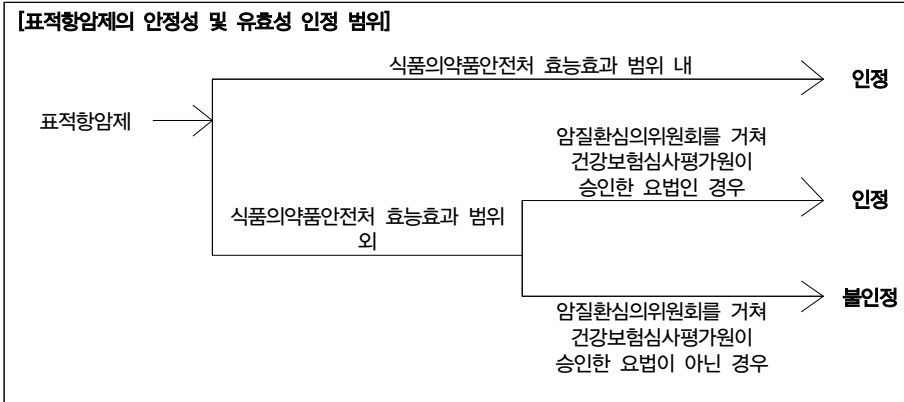 [표적항암제의 안정성 및 유효성 인정 범위]
식품의약품안전처 효능효과 범위 내
인정
표적항암제
암질환심의위원회를 거쳐
건강보험심사평가원이
승인한 요법인 경우
인정
식품의약품안전처 효능효과 범위
외
불인정
암질환심의위원회를 거쳐
건강보험심사평가원이
승인한 요법이 아닌 경우